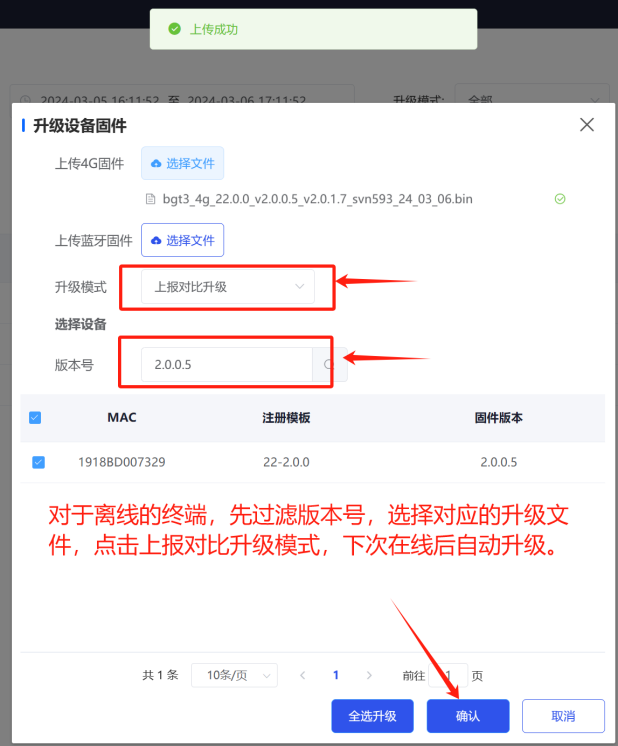 上传成功
2024-03-05 16:11:52 至 2024-03-06 17:11:52 升级模式: 全部
升级设备固件
上传4G固件 选择文件
bgt3_4g_22.0.0_v2.0.0.5_v2.0.1.7_svn593_24_03_06.bin
上传蓝牙固件 选择文件
升级模式 上报对比升级
选择设备
版本号 2.0.0.5
MAC 注册模板 固件版本
1918BD007329 22-2.0.0 2.0.0.5
对于离线的终端，先过滤版本号，选择对应的升级文
件，点击上报对比升级模式，下次在线后自动升级。
共 1 条 10条/页 1 前往 1 页
全选升级 确认 取消